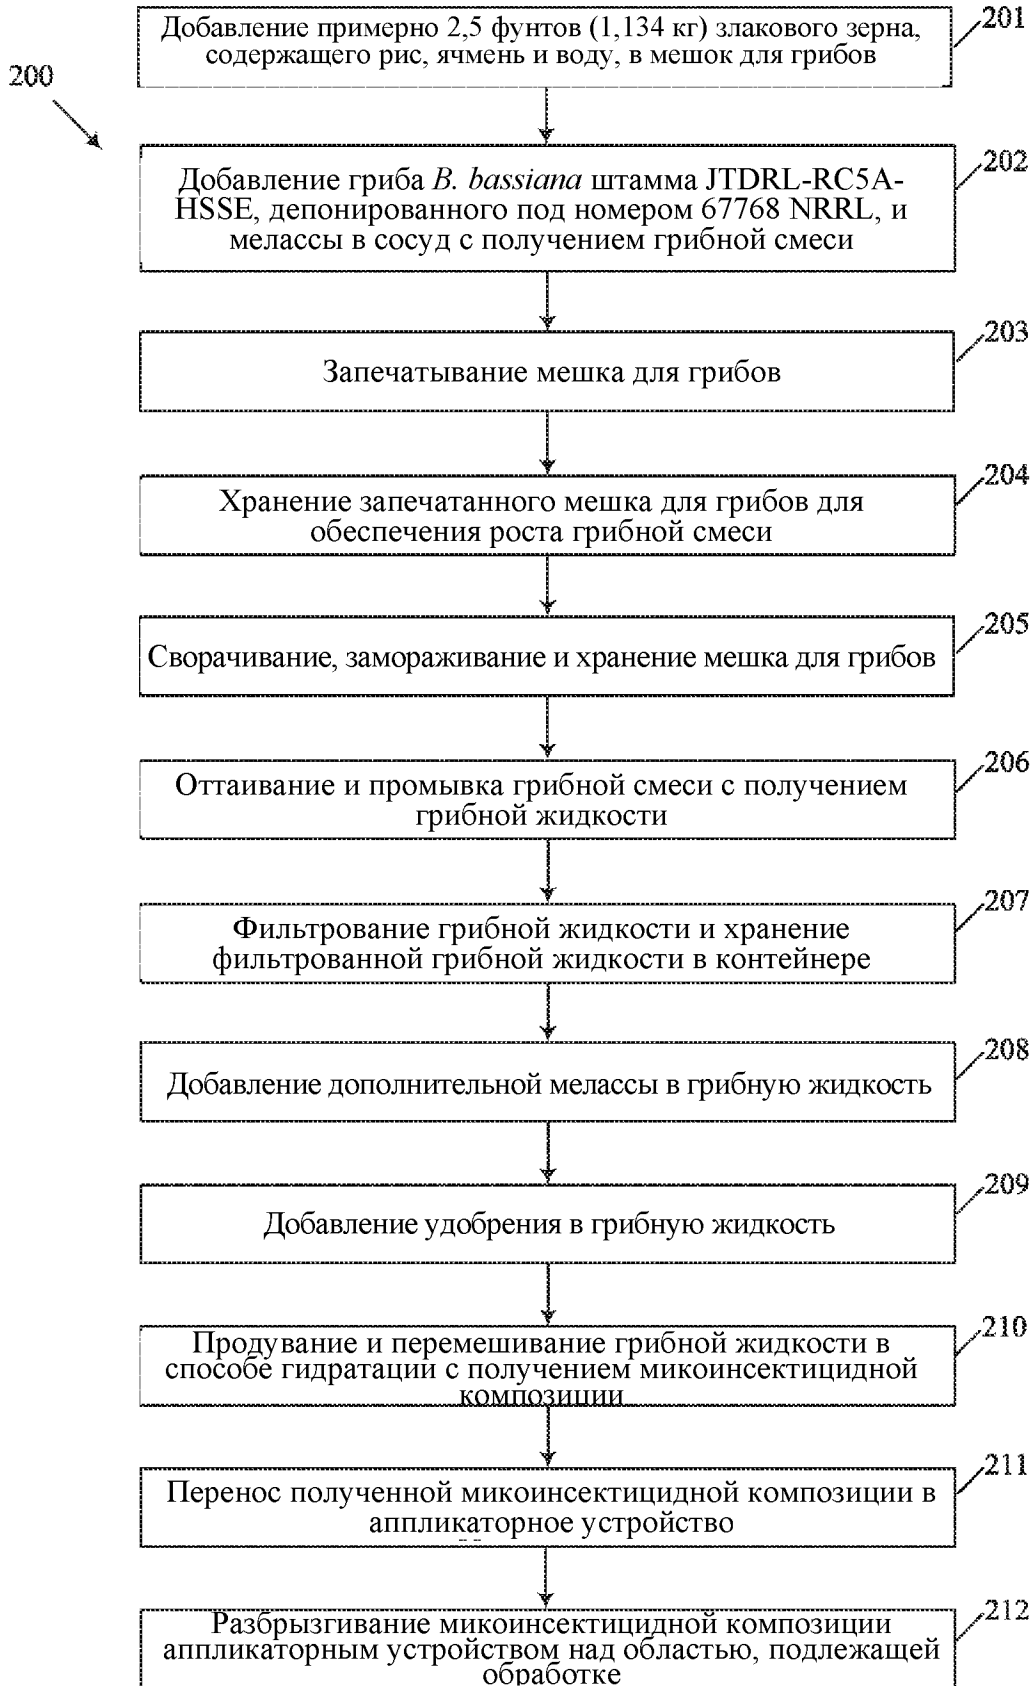 Добавление примерно 2,5 фунтов (1,134 кг) злакового зерна,
содержащего рис, ячмень и воду, в мешок для грибов
201
200
Добавление гриба B. bassiana штамма JTDRL-RC5A-
HSSE, депонированного под номером 67768 NRRL, и
мелассы в сосуд с получением грибной смеси
202
Запечатывание мешка для грибов
203
Хранение запечатанного мешка для грибов для
обеспечения роста грибной смеси
204
Сворачивание, замораживание и хранение мешка для грибов
205
Оттаивание и промывка грибной смеси с получением
грибной жидкости
206
Фильтрование грибной жидкости и хранение
фильтрованной грибной жидкости в контейнере
207
Добавление дополнительной мелассы в грибную жидкость
208
Добавление удобрения в грибную жидкость
209
Продувание и перемешивание грибной жидкости в
способе гидратации с получением микоинсектицидной
композиции
210
Перенос полученной микоинсектицидной композиции в
аппликаторное устройство
211
Разбрызгивание микоинсектицидной композиции
аппликаторным устройством над областью, подлежащей
обработке
212